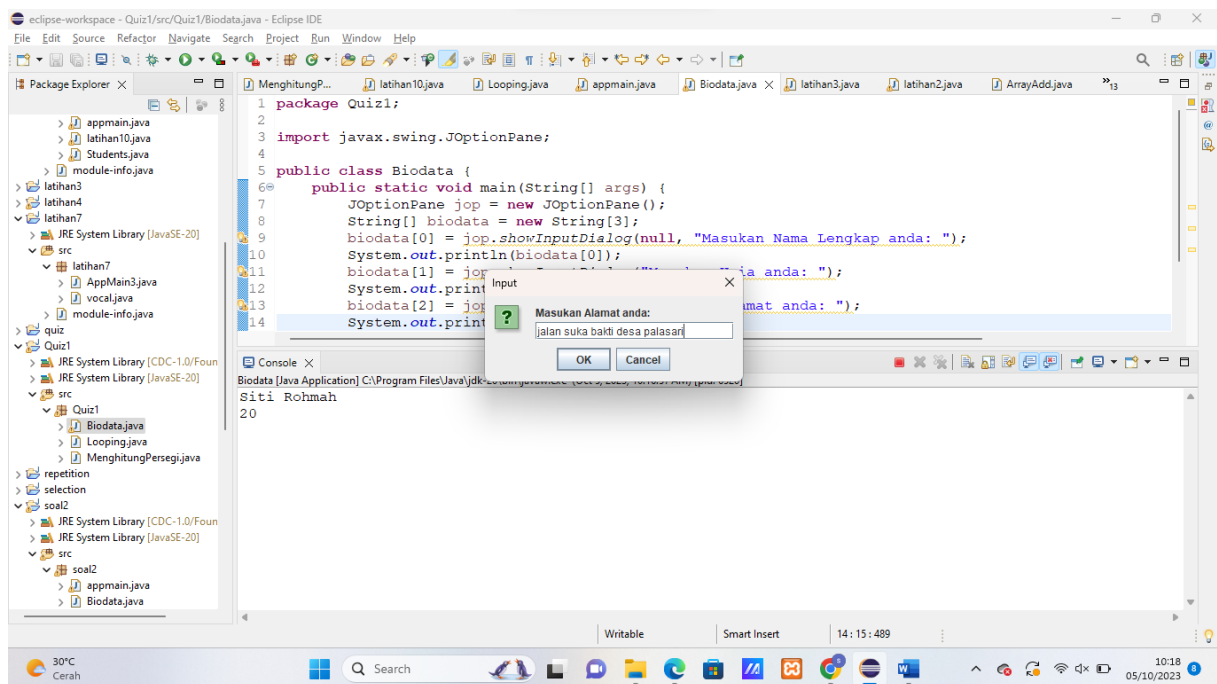 eclipse-workspace - Quiz1/src/Quiz1/Biodata.java - Eclipse IDE
File Edit Source Refactor Navigate Search Project Run Window Help
Package Explorer
appmain.java
latihan10.java
Students.java
module-info.java
latihan3
latihan4
latihan7
JRE System Library [JavaSE-20]
src
latihan7
AppMain3.java
vocal.java
module-info.java
quiz
Quiz1
JRE System Library [CDC-1.0/Foun
JRE System Library [JavaSE-20]
src
Quiz1
Biodata.java
Looping.java
MenghitungPersegi.java
repetition
selection
soal2
JRE System Library [CDC-1.0/Foun
JRE System Library [JavaSE-20]
src
soal2
appmain.java
Biodata.java
MenghitungP... latihan10.java Looping.java appmain.java Biodata.java latihan3.java latihan2.java ArrayAdd.java »13
1 package Quiz1;
2
3 import javax.swing.JOptionPane;
4
5 public class Biodata {
6 public static void main(String[] args) {
7 JOptionPane jop = new JOptionPane();
8 String[] biodata = new String[3];
9 biodata[0] = jop.showInputDialog(null, "Masukan Nama Lengkap anda: ");
10 System.out.println(biodata[0]);
11 biodata[1] = jop ia anda: ");
12 System.out.print
13 biodata[2] = jop amat anda: ");
14 System.out.print
Input
Masukan Alamat anda:
jalan suka bakti desa palasari
OK Cancel
Console
Biodata [Java Application] C:\Program Files\Java\jdk-20\bin\javaw.exe
Siti Rohmah
20
Writable Smart Insert 14 : 15 : 489
30°C
Cerah
Search
10:18
05/10/2023
8